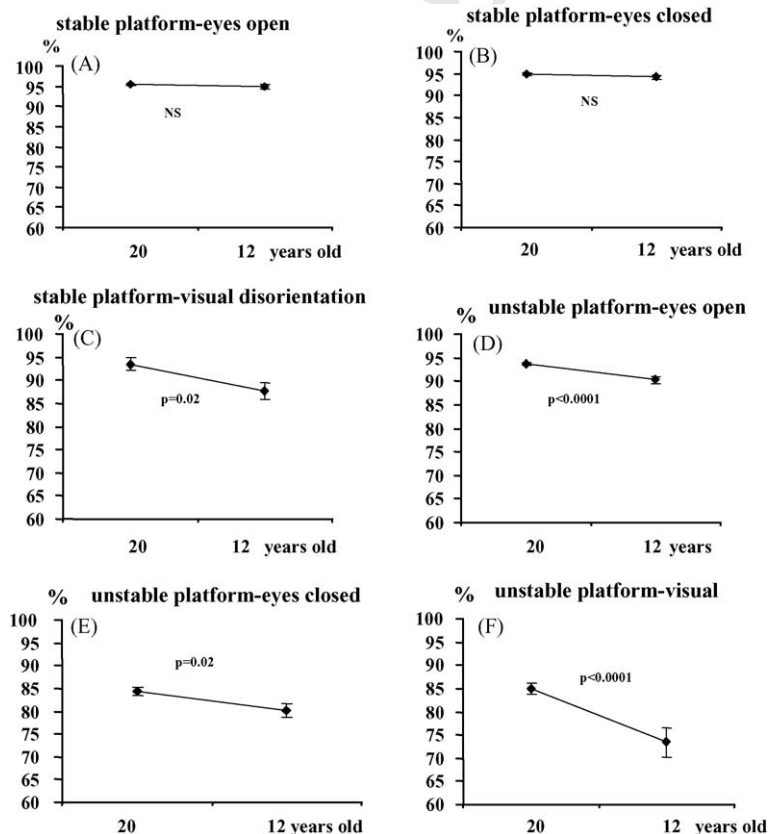 stable platform-eyes open
%
(A)
100
95
90
85
80
75
70
65
60
NS
20 12 years old
stable platform-eyes closed
%
(B)
100
95
90
85
80
75
70
65
60
NS
20 12 years old
stable platform-visual disorientation
%
(C)
100
95
90
85
80
75
70
65
60
p=0.02
20 12 years old
% unstable platform-eyes open
(D)
100
95
90
85
80
75
70
65
60
p<0.0001
20 12 years
% unstable platform-eyes closed
(E)
100
95
90
85
80
75
70
65
60
p=0.02
20 12 years old
% unstable platform-visual
(F)
100
95
90
85
80
75
70
65
60
p<0.0001
20 12 years old